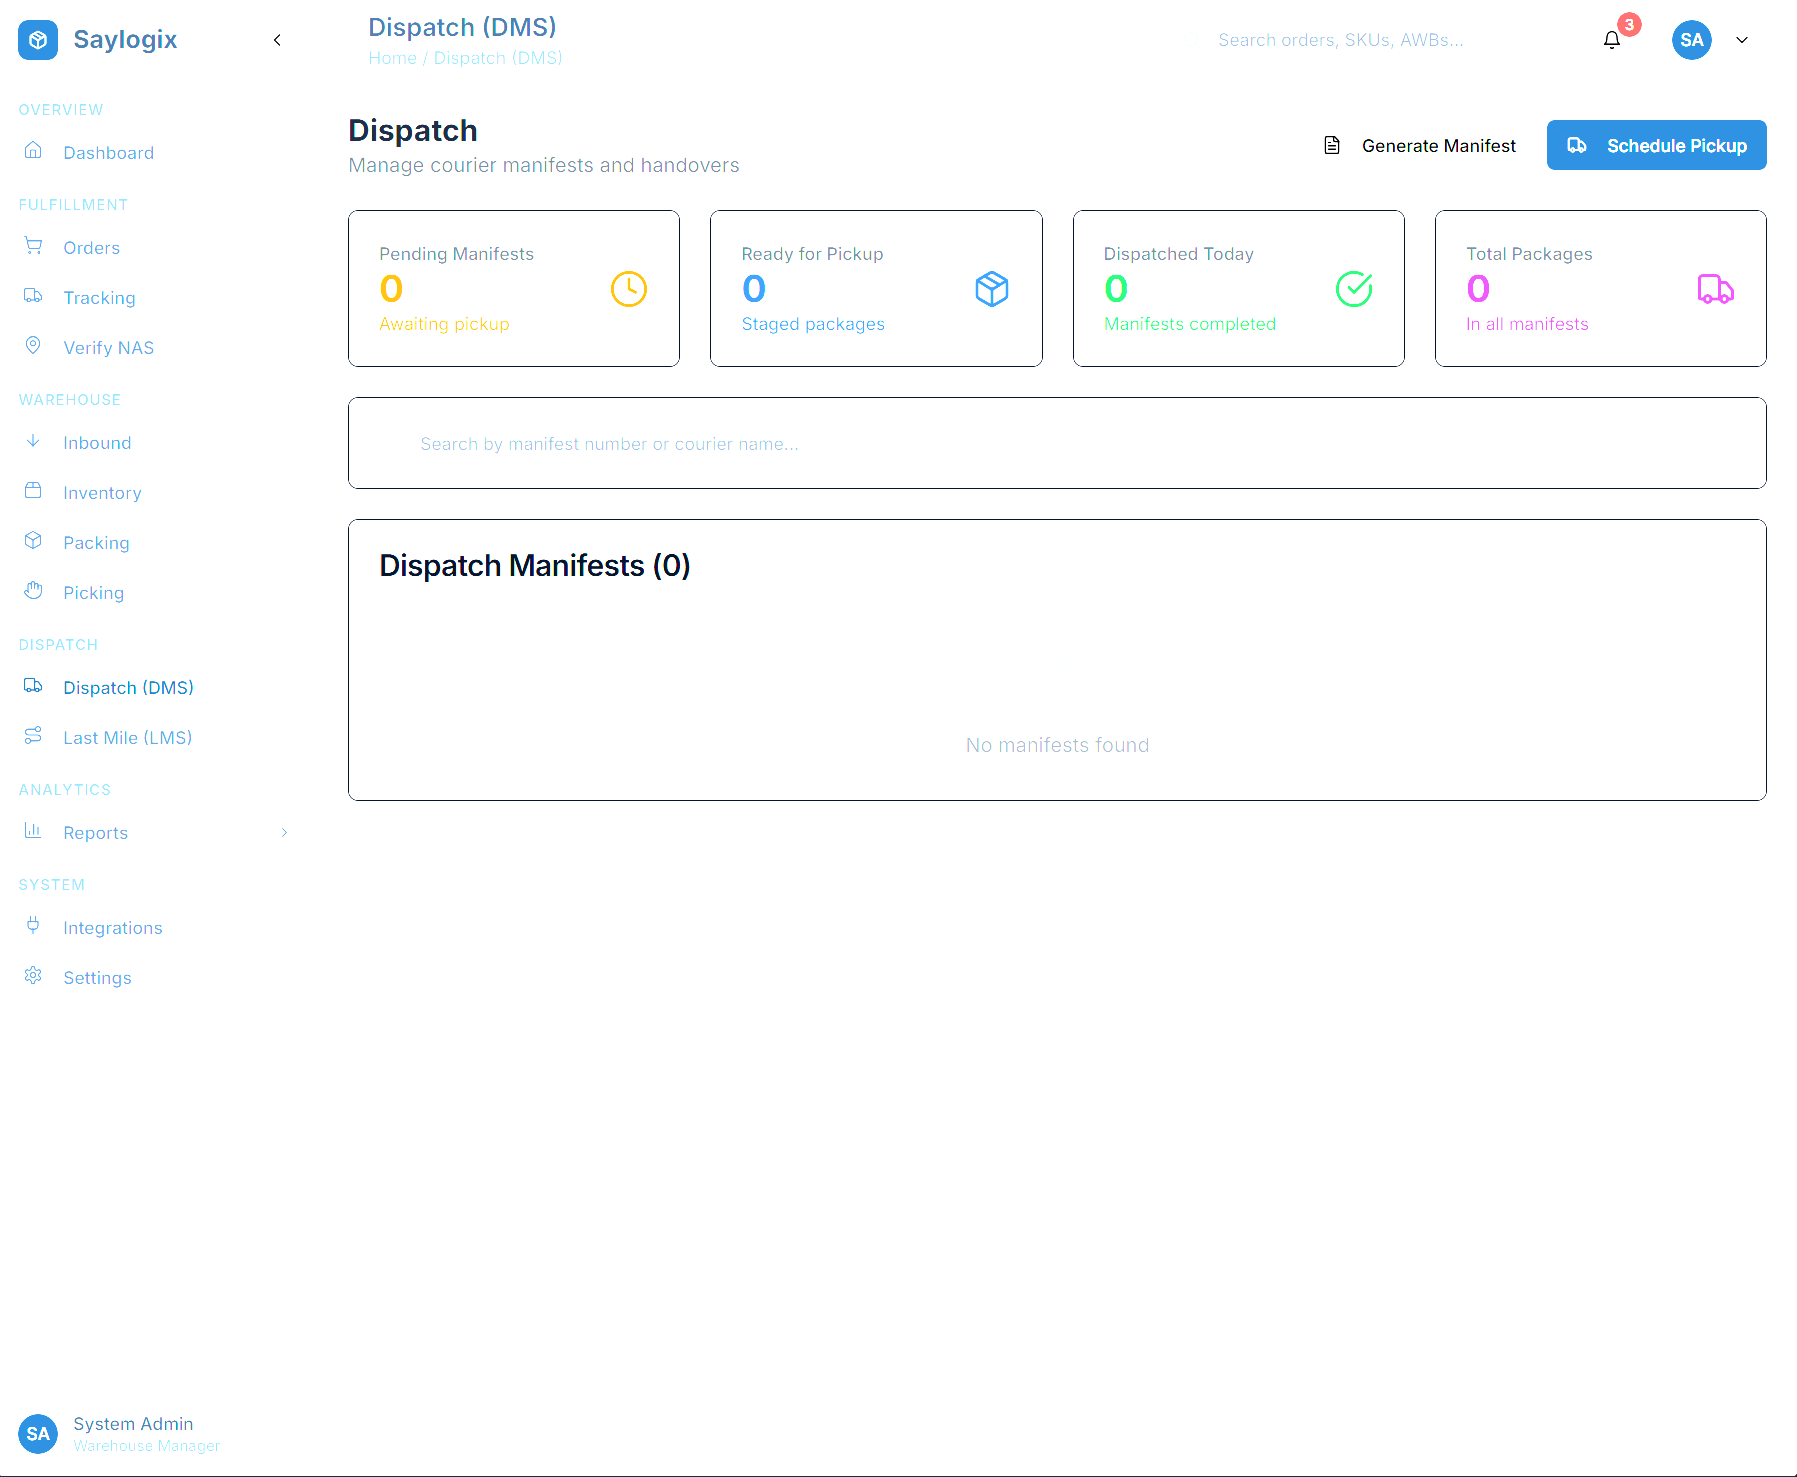 Saylogix
OVERVIEW
Dashboard
FULFILLMENT
Orders
Tracking
Verify NAS
WAREHOUSE
Inbound
Inventory
Packing
Picking
DISPATCH
Dispatch (DMS)
Last Mile (LMS)
ANALYTICS
Reports
SYSTEM
Integrations
Settings
SA
System Admin
Warehouse Manager
Dispatch (DMS)
Home / Dispatch (DMS)
Search orders, SKUs, AWBs...
3
SA
Dispatch
Manage courier manifests and handovers
Generate Manifest
Schedule Pickup
Pending Manifests
0
Awaiting pickup
Ready for Pickup
0
Staged packages
Dispatched Today
0
Manifests completed
Total Packages
0
In all manifests
Search by manifest number or courier name...
Dispatch Manifests (0)
No manifests found